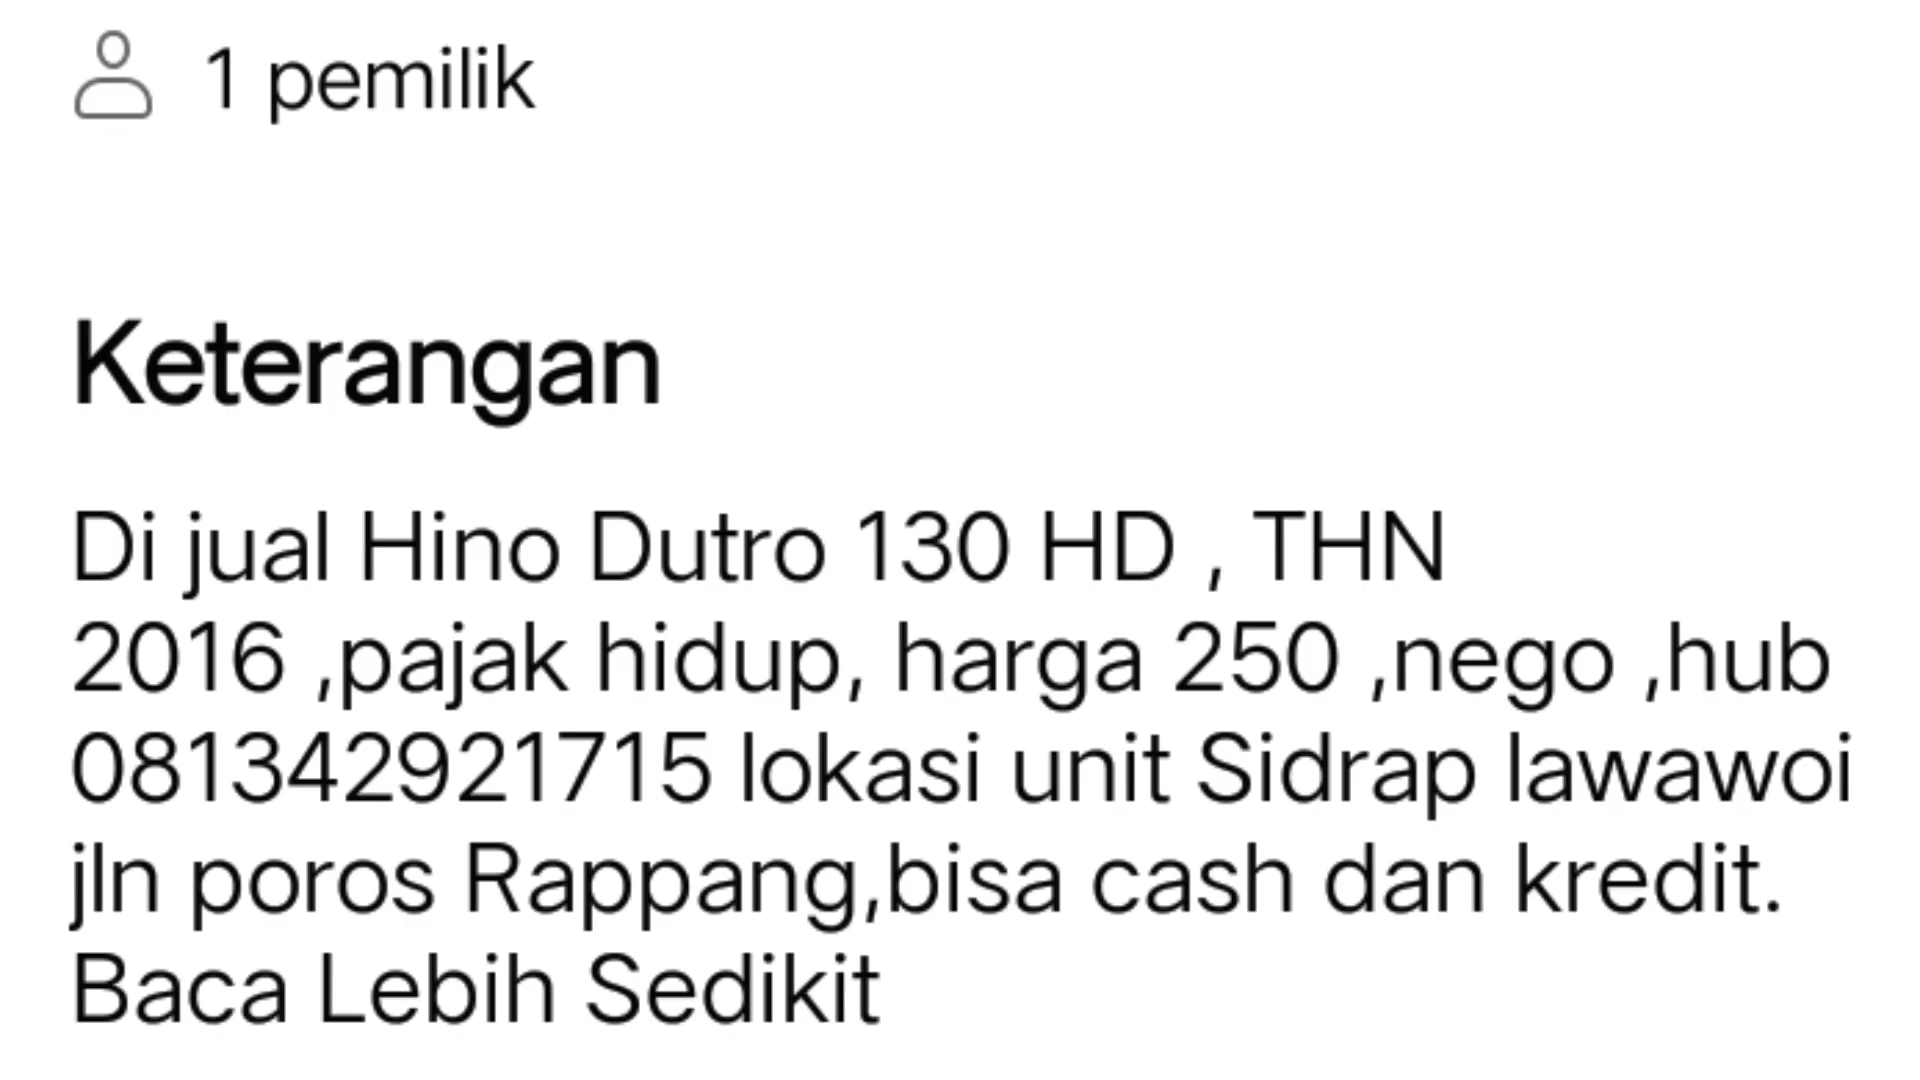 1 pemilik
Keterangan
Di jual Hino Dutro 130 HD , THN
2016 ,pajak hidup, harga 250 ,nego ,hub
081342921715 lokasi unit Sidrap lawawoi
jln poros Rappang,bisa cash dan kredit.
Baca Lebih Sedikit